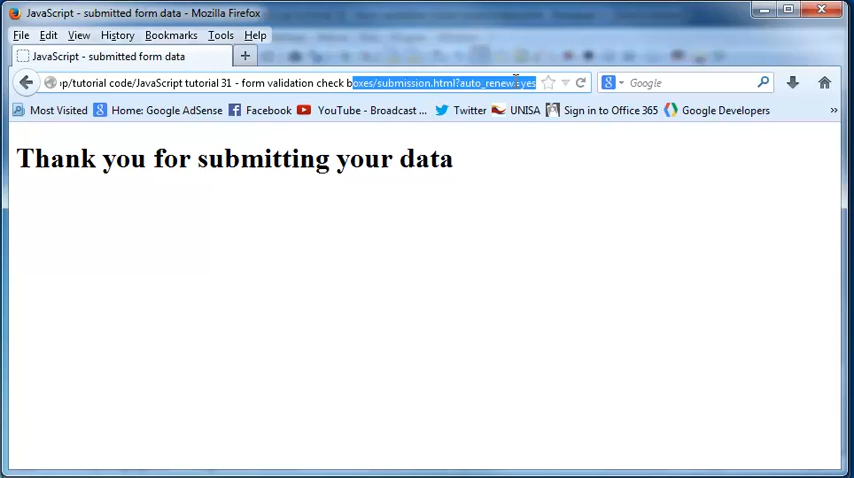 JavaScript - submitted form data - Mozilla Firefox
File Edit View History Bookmarks Tools Help
JavaScript - submitted form data +
p/tutorial code/JavaScript tutorial 31 - form validation check boxes/submission.html?auto_renew=yes Google
Most Visited Home: Google AdSense Facebook YouTube - Broadcast ... Twitter UNISA Sign in to Office 365 Google Developers »
Thank you for submitting your data